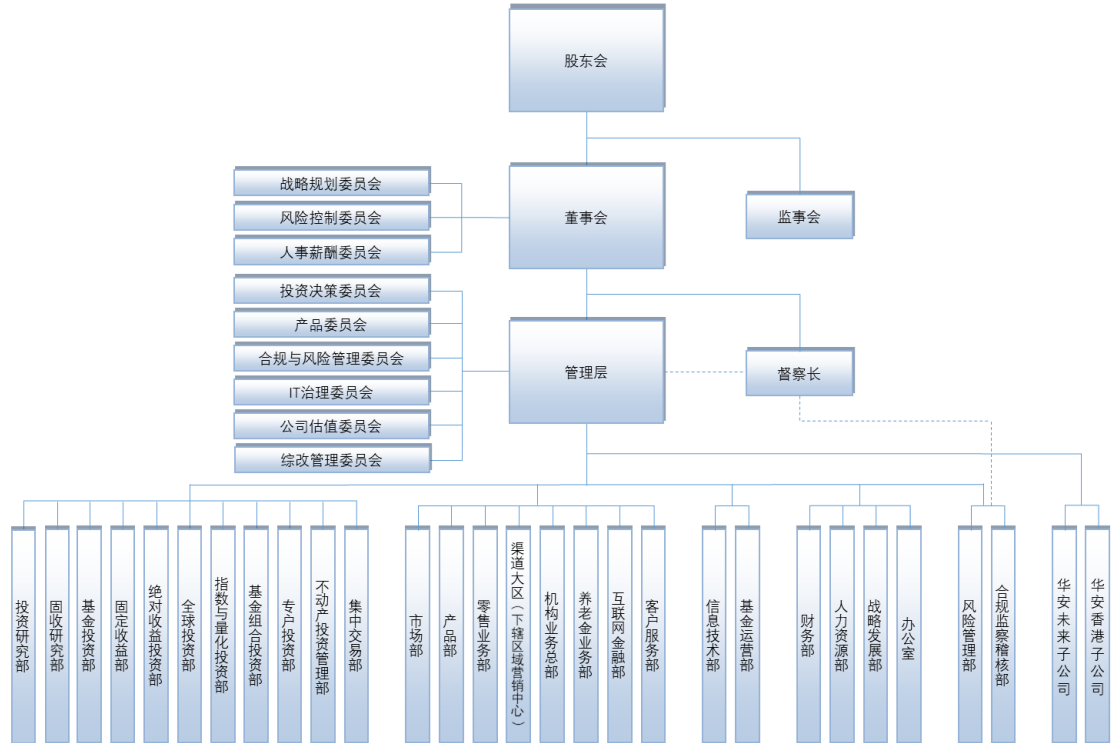 股东会
董事会
监事会
战略规划委员会
风险控制委员会
人事薪酬委员会
投资决策委员会
产品委员会
合规与风险管理委员会
IT治理委员会
公司估值委员会
综改管理委员会
管理层
督察长
投资研究部
固收研究部
基金投资部
固定收益部
绝对收益投资部
全球投资部
指数与量化投资部
基金组合投资部
专户投资部
不动产投资管理部
集中交易部
市场部
产品部
零售业务部
渠道大区（下辖区域营销中心）
机构业务总部
养老金业务部
互联网金融部
客户服务部
信息技术部
基金运营部
财务部
人力资源部
战略发展部
办公室
风险管理部
合规监察稽核部
华安未来子公司
华安香港子公司